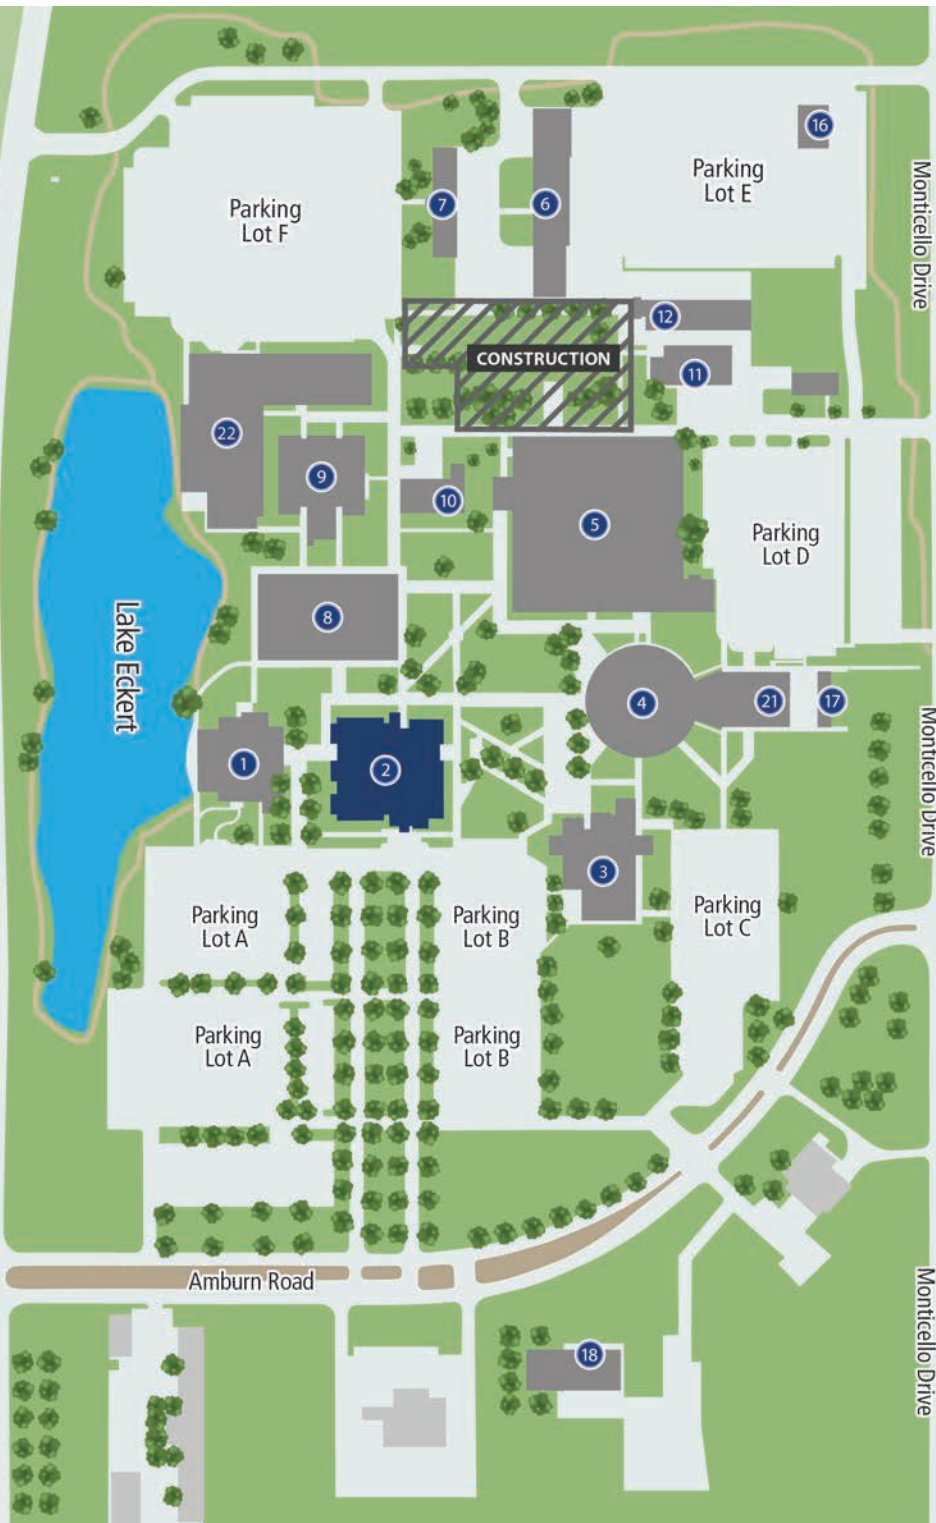 16
Parking
Lot E
Monticello Drive
7
6
Parking
Lot F
12
CONSTRUCTION
11
22
9
10
5
Parking
Lot D
8
Lake Eckert
4
21
17
Monticello Drive
1
2
3
Parking
Lot A
Parking
Lot B
Parking
Lot C
Parking
Lot A
Parking
Lot B
Amburn Road
Monticello Drive
18